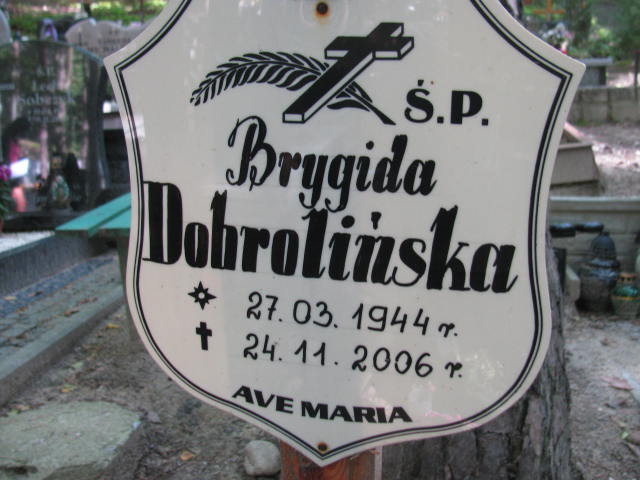 Ś.P.
Brygida
Dobrolińska
27. 03. 1944 r.
24. 11. 2006 r.
AVE MARIA